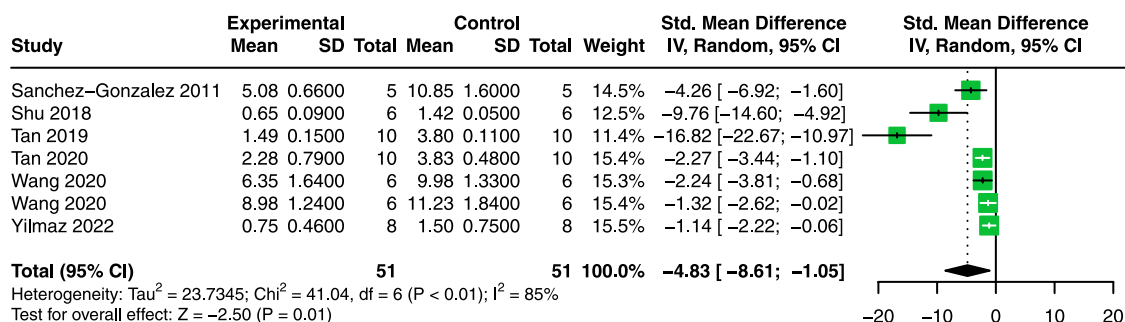 Experimental Control Std. Mean Difference Std. Mean Difference
Study Mean SD Total Mean SD Total Weight IV, Random, 95% CI IV, Random, 95% CI
Sanchez−Gonzalez 2011 5.08 0.6600 5 10.85 1.6000 5 14.5% −4.26 [ −6.92; −1.60]
Shu 2018 0.65 0.0900 6 1.42 0.0500 6 12.5% −9.76 [−14.60; −4.92]
Tan 2019 1.49 0.1500 10 3.80 0.1100 10 11.4% −16.82 [−22.67; −10.97]
Tan 2020 2.28 0.7900 10 3.83 0.4800 10 15.4% −2.27 [ −3.44; −1.10]
Wang 2020 6.35 1.6400 6 9.98 1.3300 6 15.3% −2.24 [ −3.81; −0.68]
Wang 2020 8.98 1.2400 6 11.23 1.8400 6 15.4% −1.32 [ −2.62; −0.02]
Yilmaz 2022 0.75 0.4600 8 1.50 0.7500 8 15.5% −1.14 [ −2.22; −0.06]
Total (95% CI) 51 51 100.0% −4.83 [ −8.61; −1.05]
Heterogeneity: Tau² = 23.7345; Chi² = 41.04, df = 6 (P < 0.01); I² = 85%
Test for overall effect: Z = −2.50 (P = 0.01)
−20 −10 0 10 20